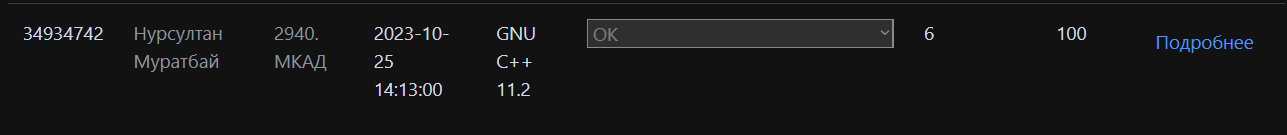 34934742 Нурсултан 2940. 2023-10- GNU OK 6 100 Подробнее
Муратбай МКАД 25 C++
14:13:00 11.2